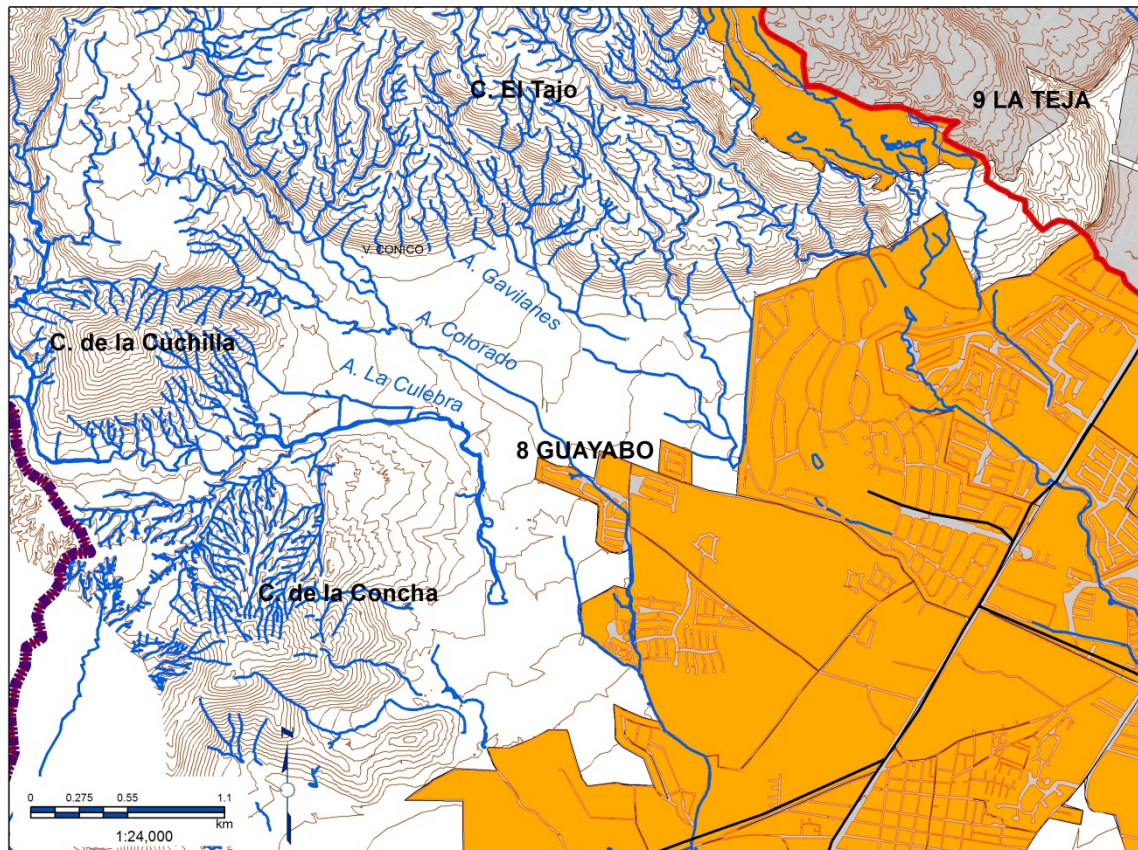 C. El Tajo
9 LA TEJA
V. CONICO
A. Gavilanes
C. de la Cuchilla
A. Colorado
A. La Culebra
8 GUAYABO
C. de la Concha
N
0 0.275 0.55 1.1
km
1:24,000